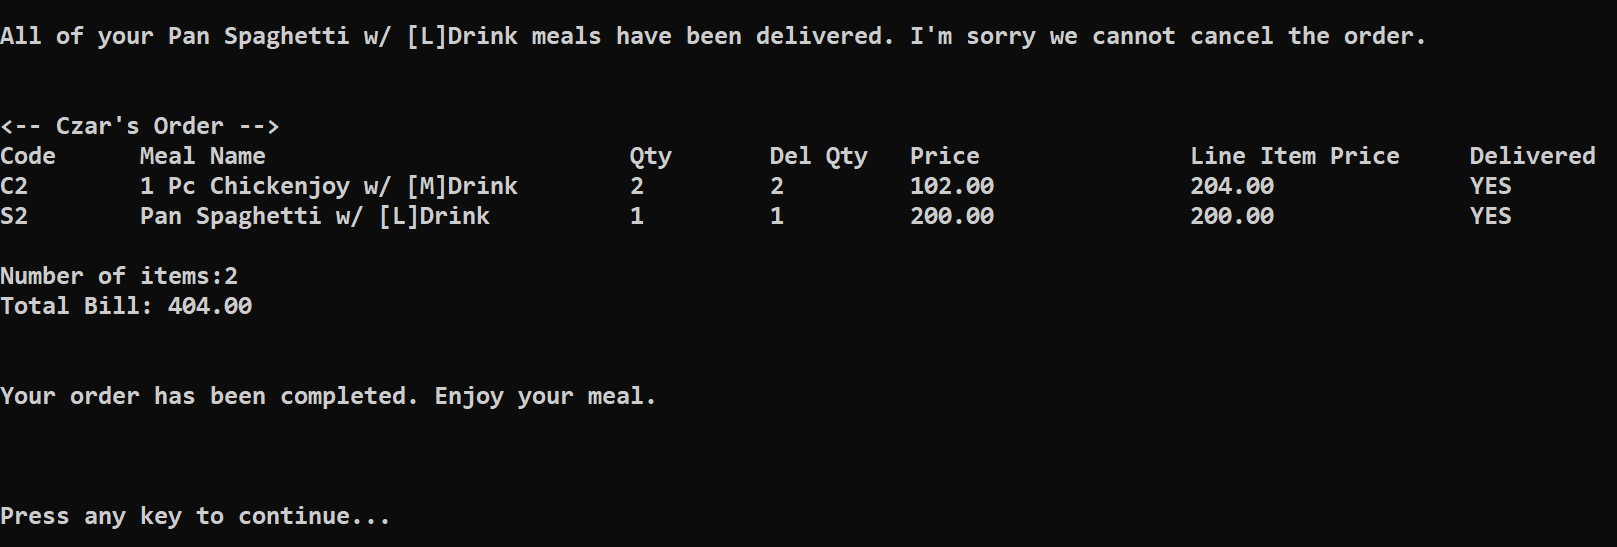 All of your Pan Spaghetti w/ [L]Drink meals have been delivered. I'm sorry we cannot cancel the order.
<-- Czar's Order -->
Code Meal Name Qty Del Qty Price Line Item Price Delivered
C2 1 Pc Chickenjoy w/ [M]Drink 2 2 102.00 204.00 YES
S2 Pan Spaghetti w/ [L]Drink 1 1 200.00 200.00 YES
Number of items:2
Total Bill: 404.00
Your order has been completed. Enjoy your meal.
Press any key to continue...